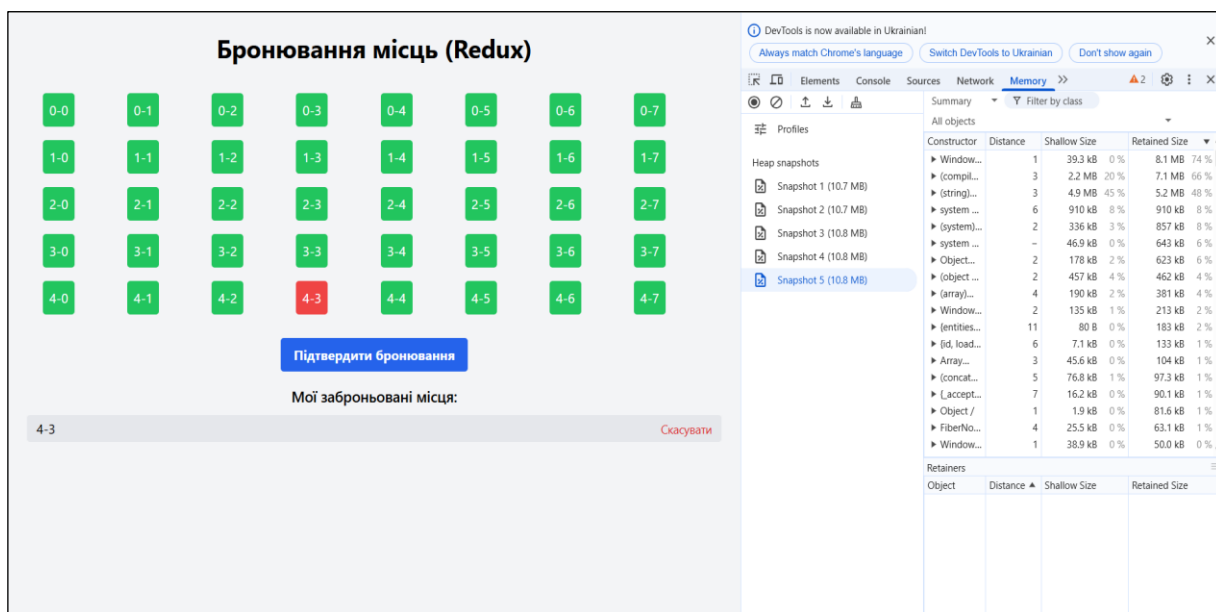 Бронювання місць (Redux)
0-0 0-1 0-2 0-3 0-4 0-5 0-6 0-7
1-0 1-1 1-2 1-3 1-4 1-5 1-6 1-7
2-0 2-1 2-2 2-3 2-4 2-5 2-6 2-7
3-0 3-1 3-2 3-3 3-4 3-5 3-6 3-7
4-0 4-1 4-2 4-3 4-4 4-5 4-6 4-7
Підтвердити бронювання
Мої заброньовані місця:
4-3 Скасувати
DevTools is now available in Ukrainian!
Always match Chrome's language Switch DevTools to Ukrainian Don't show again
Elements Console Sources Network Memory 2
Profiles
Heap snapshots
Snapshot 1 (10.7 MB)
Snapshot 2 (10.7 MB)
Snapshot 3 (10.8 MB)
Snapshot 4 (10.8 MB)
Snapshot 5 (10.8 MB)
Summary Filter by class
All objects
Constructor Distance Shallow Size Retained Size
Window... 1 39.3 kB 0 % 8.1 MB 74 %
(compil... 3 2.2 MB 20 % 7.1 MB 66 %
(string)... 3 4.9 MB 45 % 5.2 MB 48 %
system ... 6 910 kB 8 % 910 kB 8 %
(system)... 2 336 kB 3 % 857 kB 8 %
system ... – 46.9 kB 0 % 643 kB 6 %
Object... 2 178 kB 2 % 623 kB 6 %
(object ... 2 457 kB 4 % 462 kB 4 %
(array)... 4 190 kB 2 % 381 kB 4 %
Window... 2 135 kB 1 % 213 kB 2 %
{entities... 11 80 B 0 % 183 kB 2 %
{id, load... 6 7.1 kB 0 % 133 kB 1 %
Array... 3 45.6 kB 0 % 104 kB 1 %
(concat... 5 76.8 kB 1 % 97.3 kB 1 %
{_accept... 7 16.2 kB 0 % 90.1 kB 1 %
Object / 1 1.9 kB 0 % 81.6 kB 1 %
FiberNo... 4 25.5 kB 0 % 63.1 kB 1 %
Window... 1 38.9 kB 0 % 50.0 kB 0 %
Retainers
Object Distance Shallow Size Retained Size